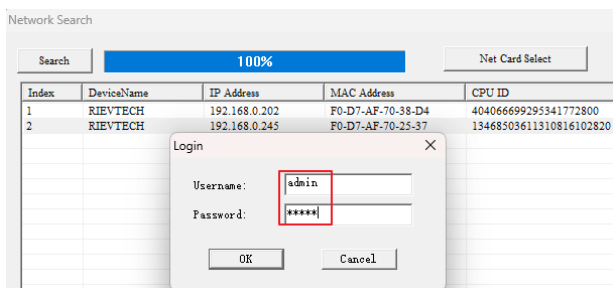 Network Search
Search 100% Net Card Select
Index DeviceName IP Address MAC Address CPU ID
1 RIEVTECH 192.168.0.202 F0-D7-AF-70-38-D4 404066699295341772800
2 RIEVTECH 192.168.0.245 F0-D7-AF-70-25-37 13468503611310816102820
Login
Username: admin
Password: *****
OK Cancel